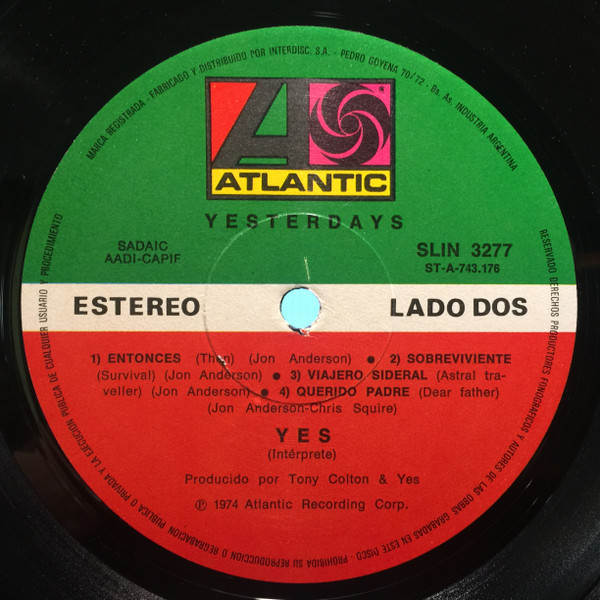 MARCA REGISTRADA - FABRICADO Y DISTRIBUIDO POR INTERDISC, S.A. - PEDRO GOYENA 70/72 - Bs. As. INDUSTRIA ARGENTINA
ATLANTIC
YESTERDAYS
SADAIC
AADI-CAPIF
SLIN 3277
ST-A-743.176
ESTEREO
LADO DOS
1) ENTONCES (Then) (Jon Anderson) ● 2) SOBREVIVIENTE
(Survival) (Jon Anderson) ● 3) VIAJERO SIDERAL (Astral tra-
veller) (Jon Anderson) ● 4) QUERIDO PADRE (Dear father)
(Jon Anderson-Chris Squire)
YES
(Intérprete)
Producido por Tony Colton & Yes
Ⓟ 1974 Atlantic Recording Corp.
RESERVADO DERECHOS PRODUCTORES FONOGRAFICOS Y AUTORES DE LAS OBRAS GRABADAS EN ESTE DISCO - PROHIBIDA SU REPRODUCCION O REGRABACION PUBLICA O PRIVADA Y LA EJECUCION PUBLICA DE CUALQUIER USUARIO Y PROCEDIMIENTO